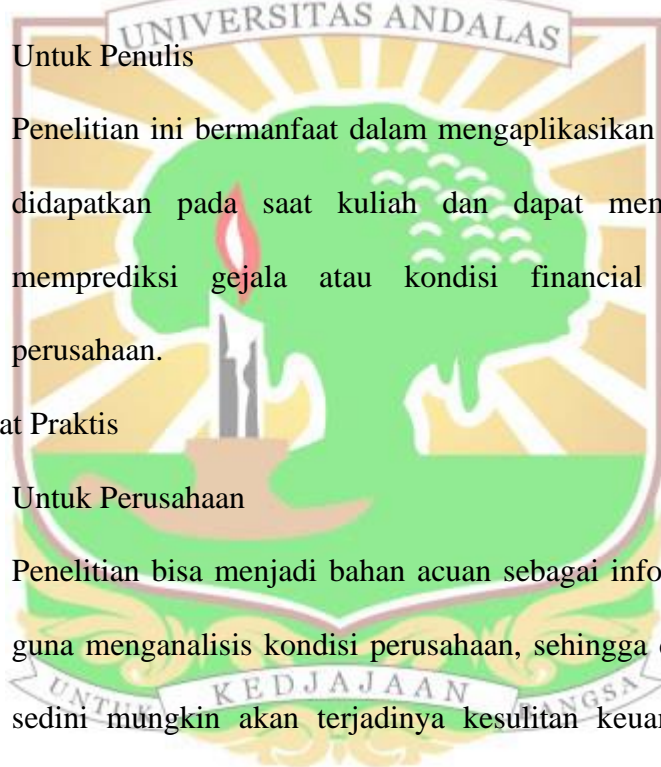 UNIVERSITAS ANDALAS
Untuk Penulis
Penelitian ini bermanfaat dalam mengaplikasikan
didapatkan pada saat kuliah dan dapat men
memprediksi gejala atau kondisi financial
perusahaan.
at Praktis
Untuk Perusahaan
Penelitian bisa menjadi bahan acuan sebagai info
guna menganalisis kondisi perusahaan, sehingga
UNTUK KEDJAJAAN BANGSA
sedini mungkin akan terjadinya kesulitan keuan